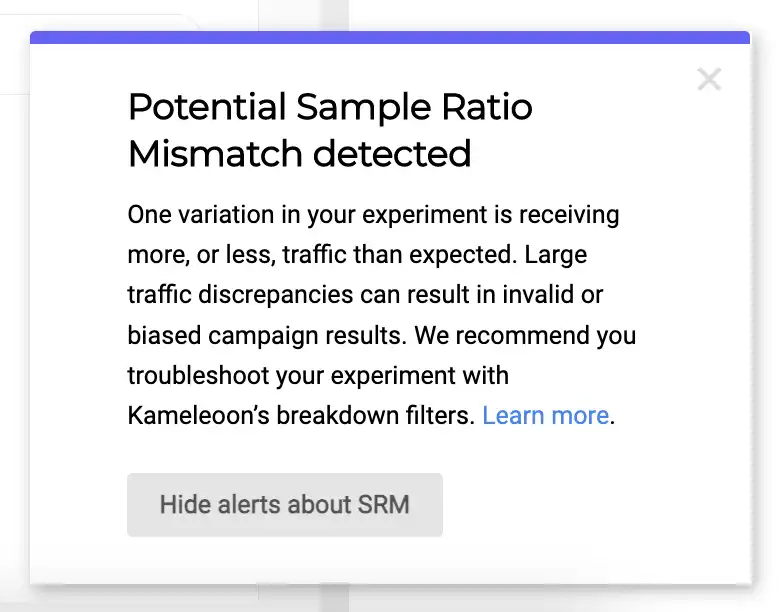 Potential Sample Ratio
Mismatch detected
One variation in your experiment is receiving
more, or less, traffic than expected. Large
traffic discrepancies can result in invalid or
biased campaign results. We recommend you
troubleshoot your experiment with
Kameleoon’s breakdown filters. Learn more.
Hide alerts about SRM